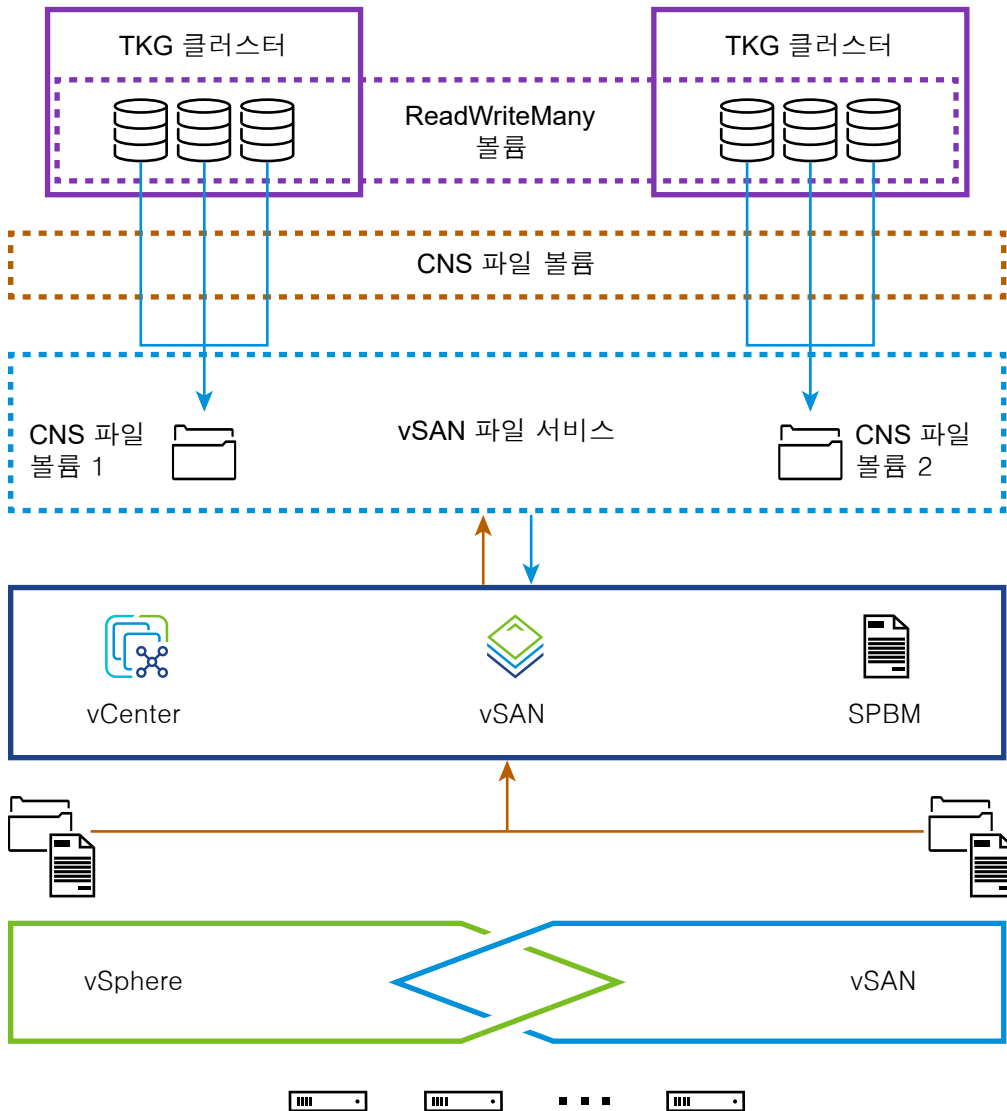 TKG 클러스터
TKG 클러스터
ReadWriteMany
볼륨
CNS 파일 볼륨
CNS 파일
볼륨 1
vSAN 파일 서비스
CNS 파일
볼륨 2
vCenter
vSAN
SPBM
vSphere
vSAN